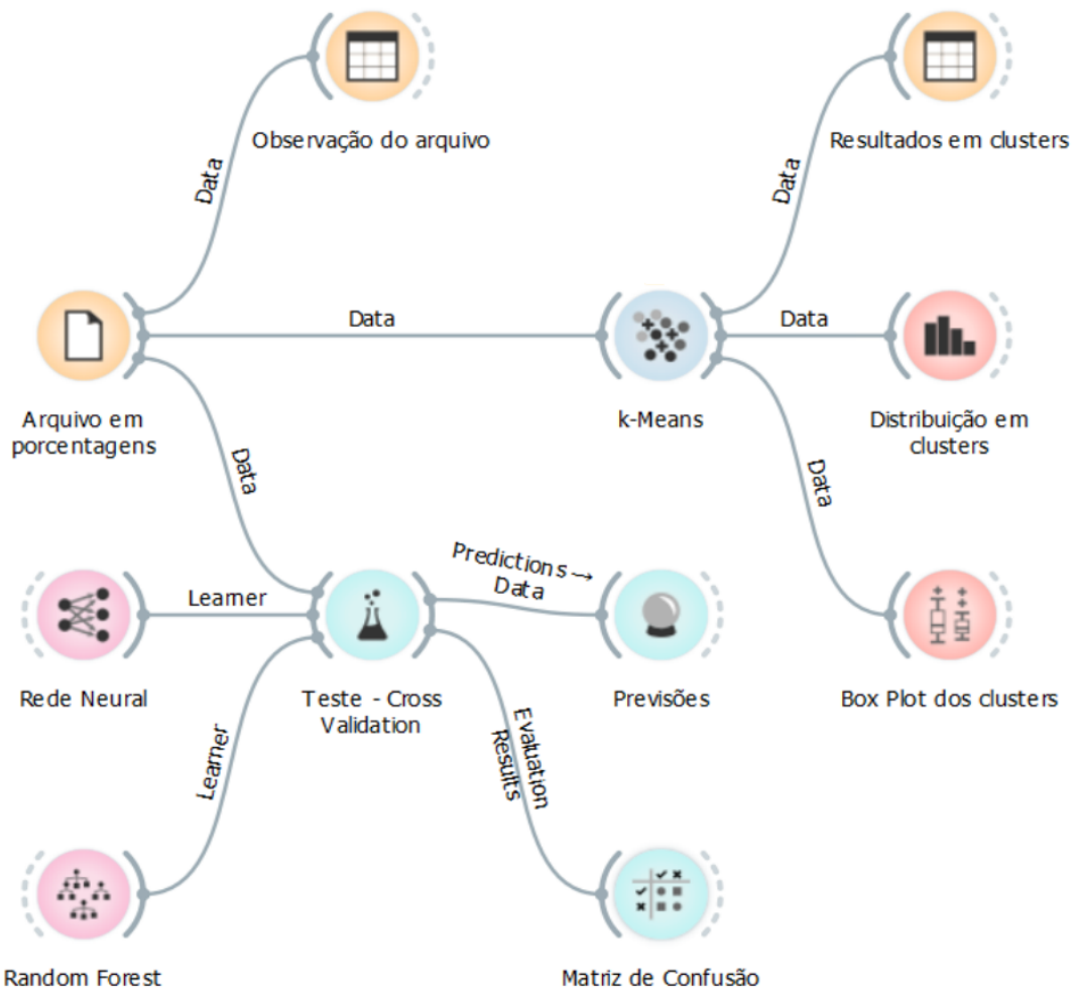 Observação do arquivo
Resultados em clusters
Data
Data
Data
Data
Arquivo em
porcentagens
k-Means
Distribuição em
clusters
Data
Data
Predictions →
Data
Learner
Rede Neural
Teste - Cross
Validation
Previsões
Box Plot dos clusters
Learner
Evaluation
Results
Random Forest
Matriz de Confusão